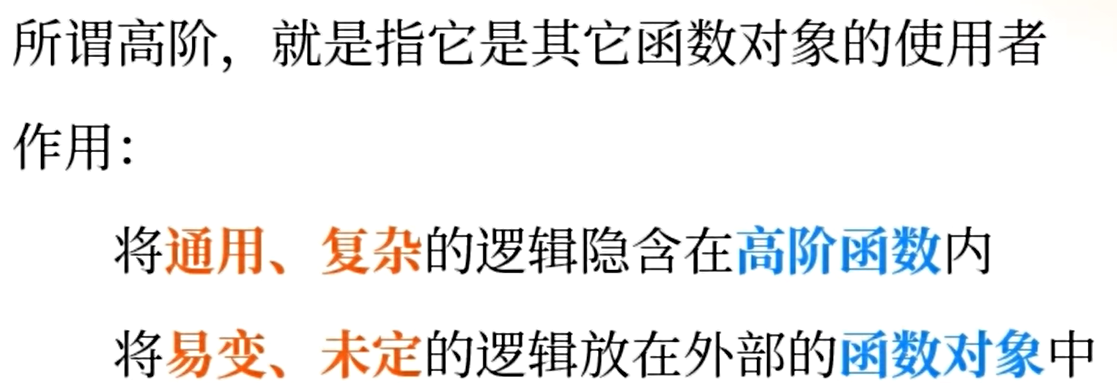 所谓高阶，就是指它是其它函数对象的使用者
作用：
将通用、复杂的逻辑隐含在高阶函数内
将易变、未定的逻辑放在外部的函数对象中